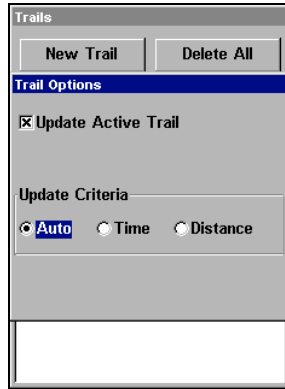 Trails
New Trail Delete All
Trail Options
Update Active Trail
Update Criteria
Auto Time Distance